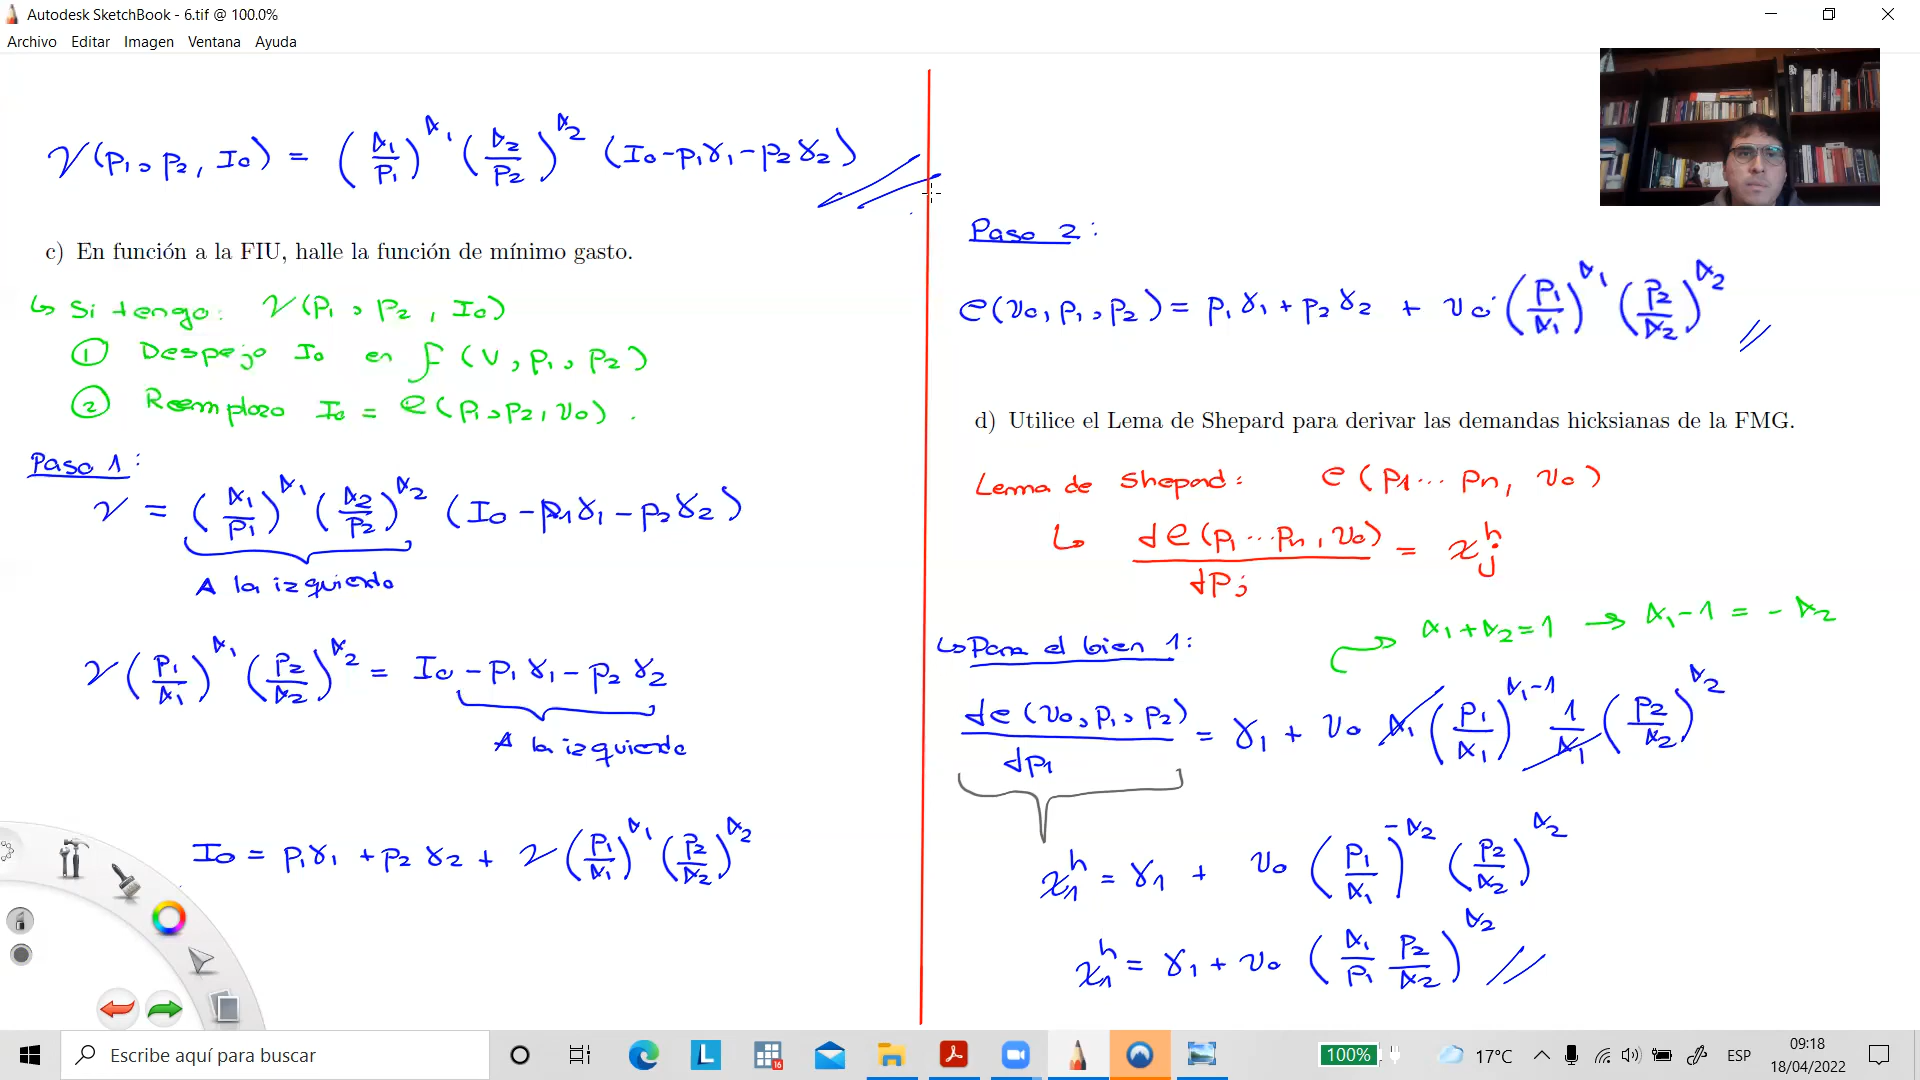 Autodesk SketchBook - 6.tif @ 100.0%
Archivo Editar Imagen Ventana Ayuda
V(p₁, p₂, I₀) = (α₁/p₁)^α₁ (α₂/p₂)^α₂ (I₀ - p₁γ₁ - p₂γ₂)
c) En función a la FIU, halle la función de mínimo gasto.
↳ Si tengo: V(p₁, p₂, I₀)
① Despejo I₀ en f(V, p₁, p₂)
② Reemplazo I₀ = e(p₁, p₂, v₀).
Paso 1:
V = (α₁/p₁)^α₁ (α₂/p₂)^α₂ (I₀ - p₁γ₁ - p₂γ₂)
A la izquierda
V (p₁/α₁)^α₁ (p₂/α₂)^α₂ = I₀ - p₁γ₁ - p₂γ₂
A la izquierda
I₀ = p₁γ₁ + p₂γ₂ + V (p₁/α₁)^α₁ (p₂/α₂)^α₂
Paso 2:
e(v₀, p₁, p₂) = p₁γ₁ + p₂γ₂ + v₀·(p₁/α₁)^α₁ (p₂/α₂)^α₂
d) Utilice el Lema de Shepard para derivar las demandas hicksianas de la FMG.
Lema de Shepard: e(p₁...pₙ, v₀)
↳ de(p₁...pₙ, v₀)/dpⱼ = xⱼʰ
α₁+α₂=1 → α₁-1 = -α₂
↳ Para el bien 1:
de(v₀, p₁, p₂)/dp₁ = γ₁ + v₀ α₁ (p₁/α₁)^(α₁-1) 1/α₁ (p₂/α₂)^α₂
x₁ʰ = γ₁ + v₀ (p₁/α₁)^(-α₂) (p₂/α₂)^α₂
x₁ʰ = γ₁ + v₀ (α₁/p₁ p₂/α₂)^α₂
Escribe aquí para buscar
L
16
100%
17°C
ESP
09:18
18/04/2022